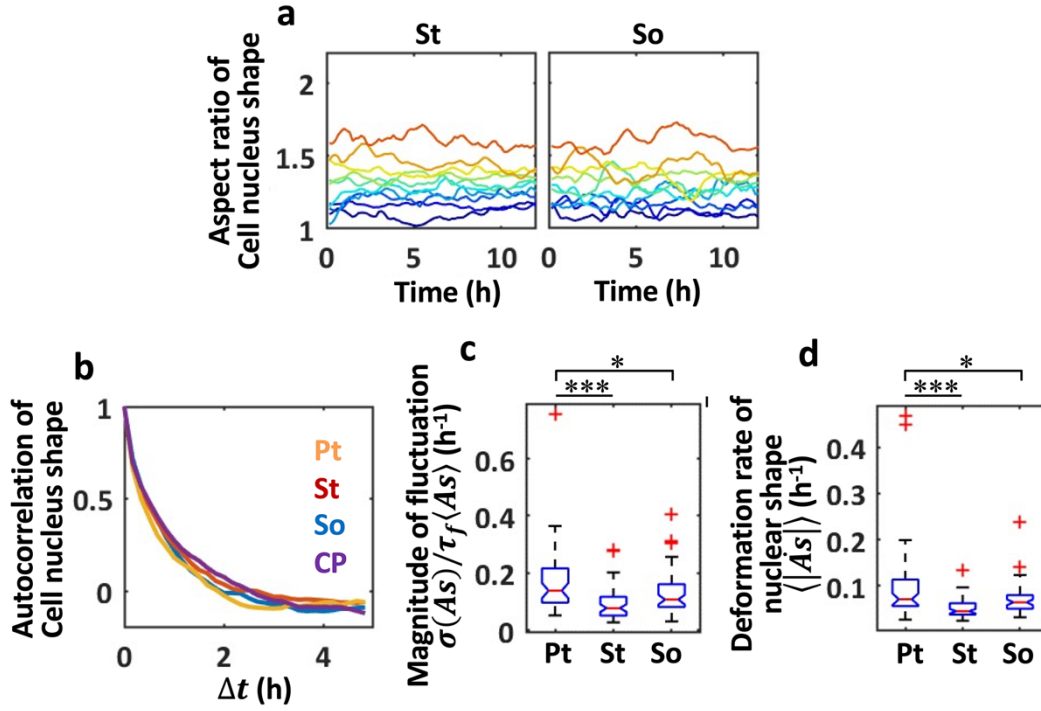 a
St
So
Aspect ratio of
Cell nucleus shape
2
1.5
1
0
5
10
0
5
10
Time (h)
Time (h)
b
Autocorrelation of
Cell nucleus shape
1
0.5
0
Pt
St
So
CP
0
2
4
Δt (h)
c
Magnitude of fluctuation
σ(As)/τf⟨As⟩ (h⁻¹)
*
***
0.6
0.4
0.2
0
Pt
St
So
d
Deformation rate of
nuclear shape
⟨|Ȧs|⟩ (h⁻¹)
*
***
0.4
0.3
0.2
0.1
Pt
St
So